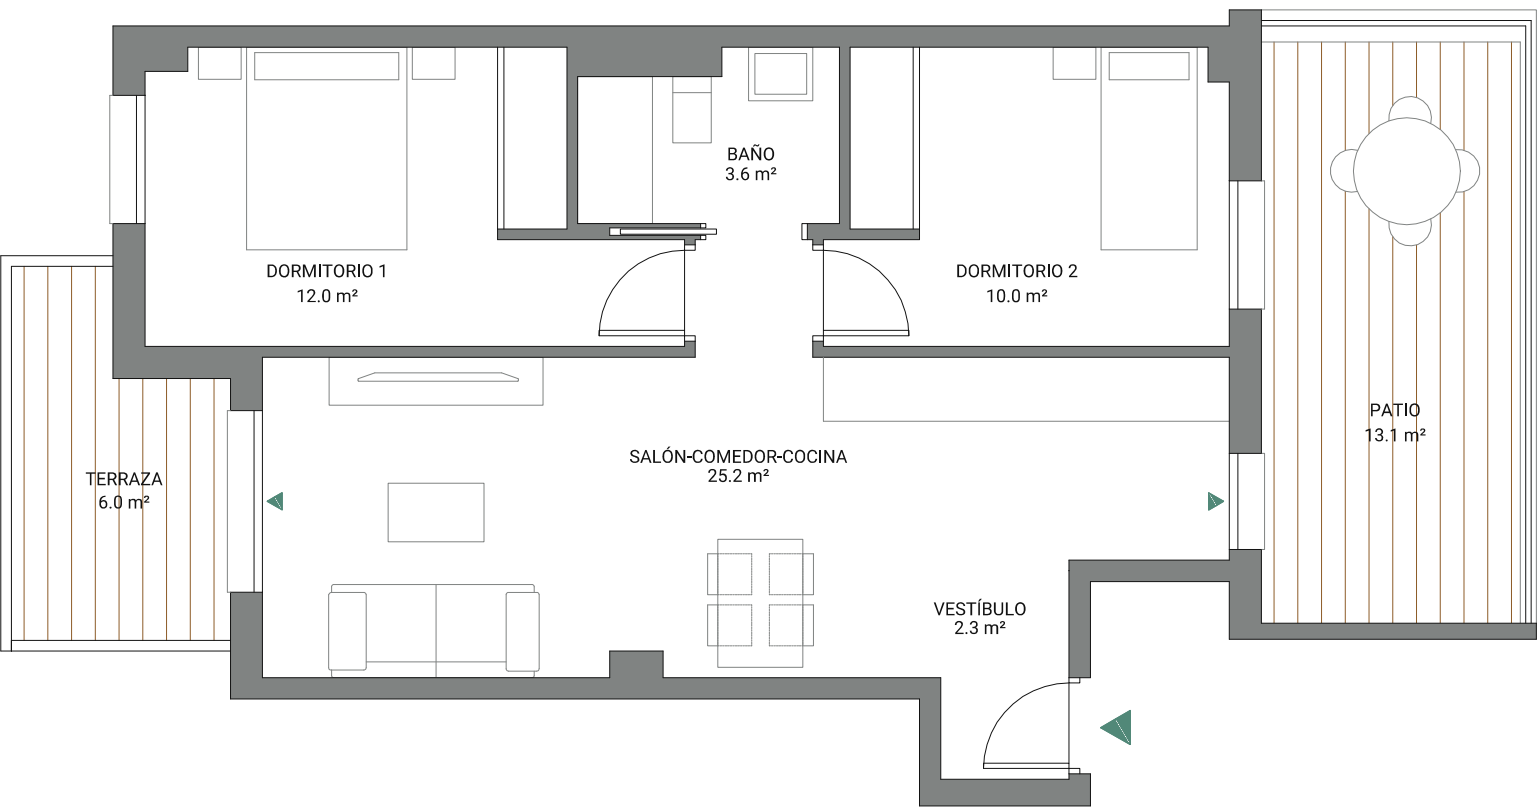 BAÑO
3.6 m²
DORMITORIO 1
12.0 m²
DORMITORIO 2
10.0 m²
PATIO
13.1 m²
SALÓN-COMEDOR-COCINA
25.2 m²
TERRAZA
6.0 m²
VESTÍBULO
2.3 m²